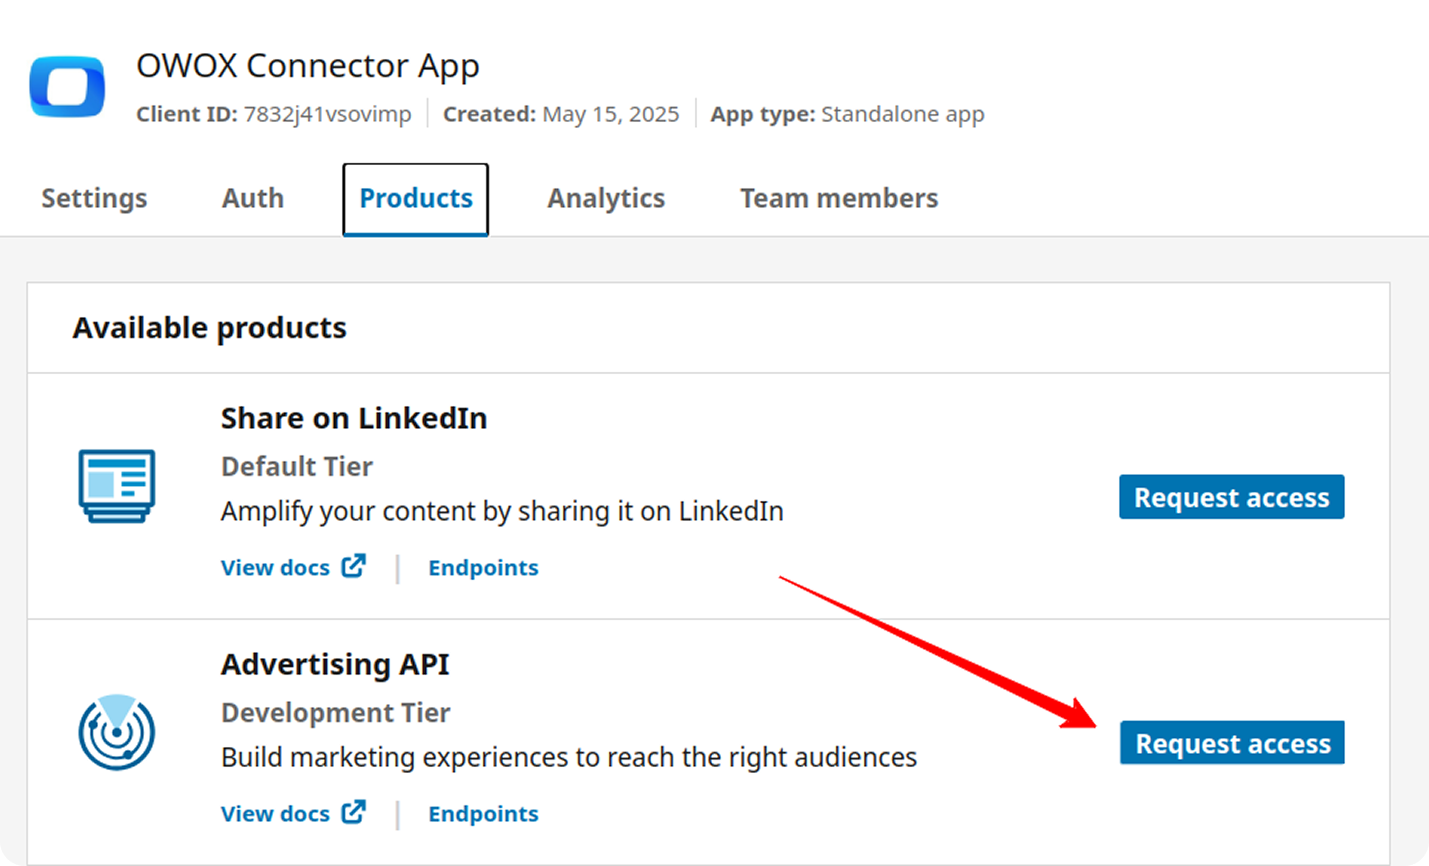 OWOX Connector App
Client ID: 7832j41vsovimp Created: May 15, 2025 App type: Standalone app
Settings Auth Products Analytics Team members
Available products
Share on LinkedIn
Default Tier
Amplify your content by sharing it on LinkedIn
Request access
View docs | Endpoints
Advertising API
Development Tier
Build marketing experiences to reach the right audiences
Request access
View docs | Endpoints